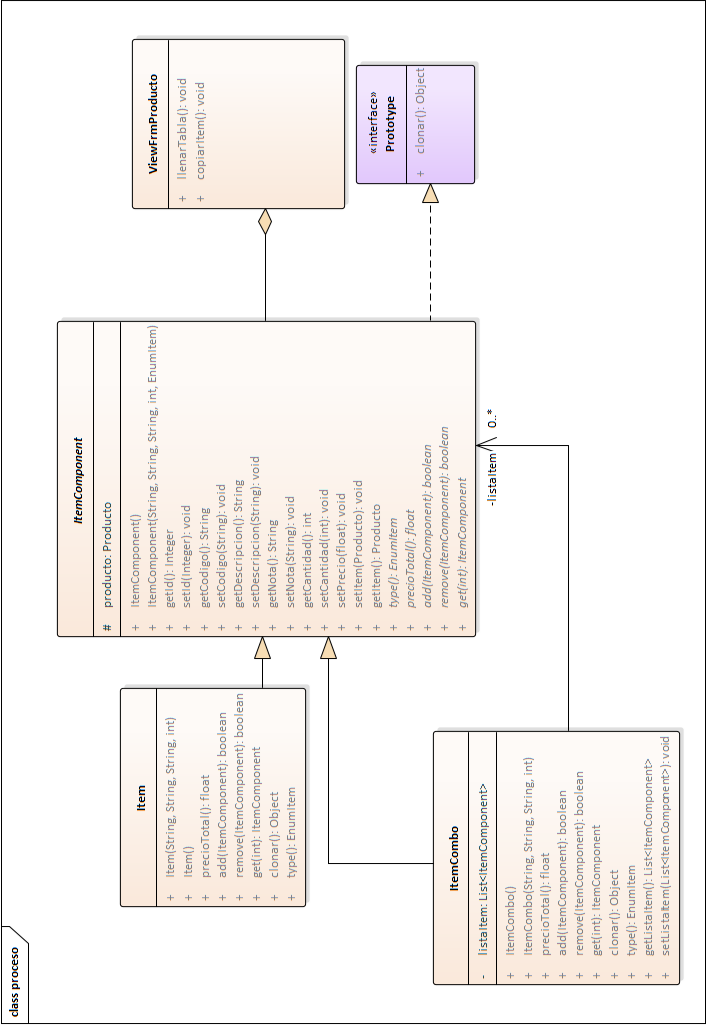 class proceso
ViewFrmProducto
+ llenarTabla(): void
+ copiarItem(): void
«interface»
Prototype
+ clonar(): Object
ItemComponent
# producto: Producto
+ ItemComponent()
+ ItemComponent(String, String, String, int, EnumItem)
+ getId(): Integer
+ setId(Integer): void
+ getCodigo(): String
+ setCodigo(String): void
+ getDescripcion(): String
+ setDescripcion(String): void
+ getNota(): String
+ setNota(String): void
+ getCantidad(): int
+ setCantidad(int): void
+ setPrecio(float): void
+ setItem(Producto): void
+ getItem(): Producto
+ type(): EnumItem
+ precioTotal(): float
+ add(ItemComponent): boolean
+ remove(ItemComponent): boolean
+ get(int): ItemComponent
-listaItem
0..*
Item
+ Item(String, String, String, int)
+ Item()
+ precioTotal(): float
+ add(ItemComponent): boolean
+ remove(ItemComponent): boolean
+ get(int): ItemComponent
+ clonar(): Object
+ type(): EnumItem
ItemCombo
- listaItem: List<ItemComponent>
+ ItemCombo()
+ ItemCombo(String, String, String, int)
+ precioTotal(): float
+ add(ItemComponent): boolean
+ remove(ItemComponent): boolean
+ get(int): ItemComponent
+ clonar(): Object
+ type(): EnumItem
+ getListaItem(): List<ItemComponent>
+ setListaItem(List<ItemComponent>): void